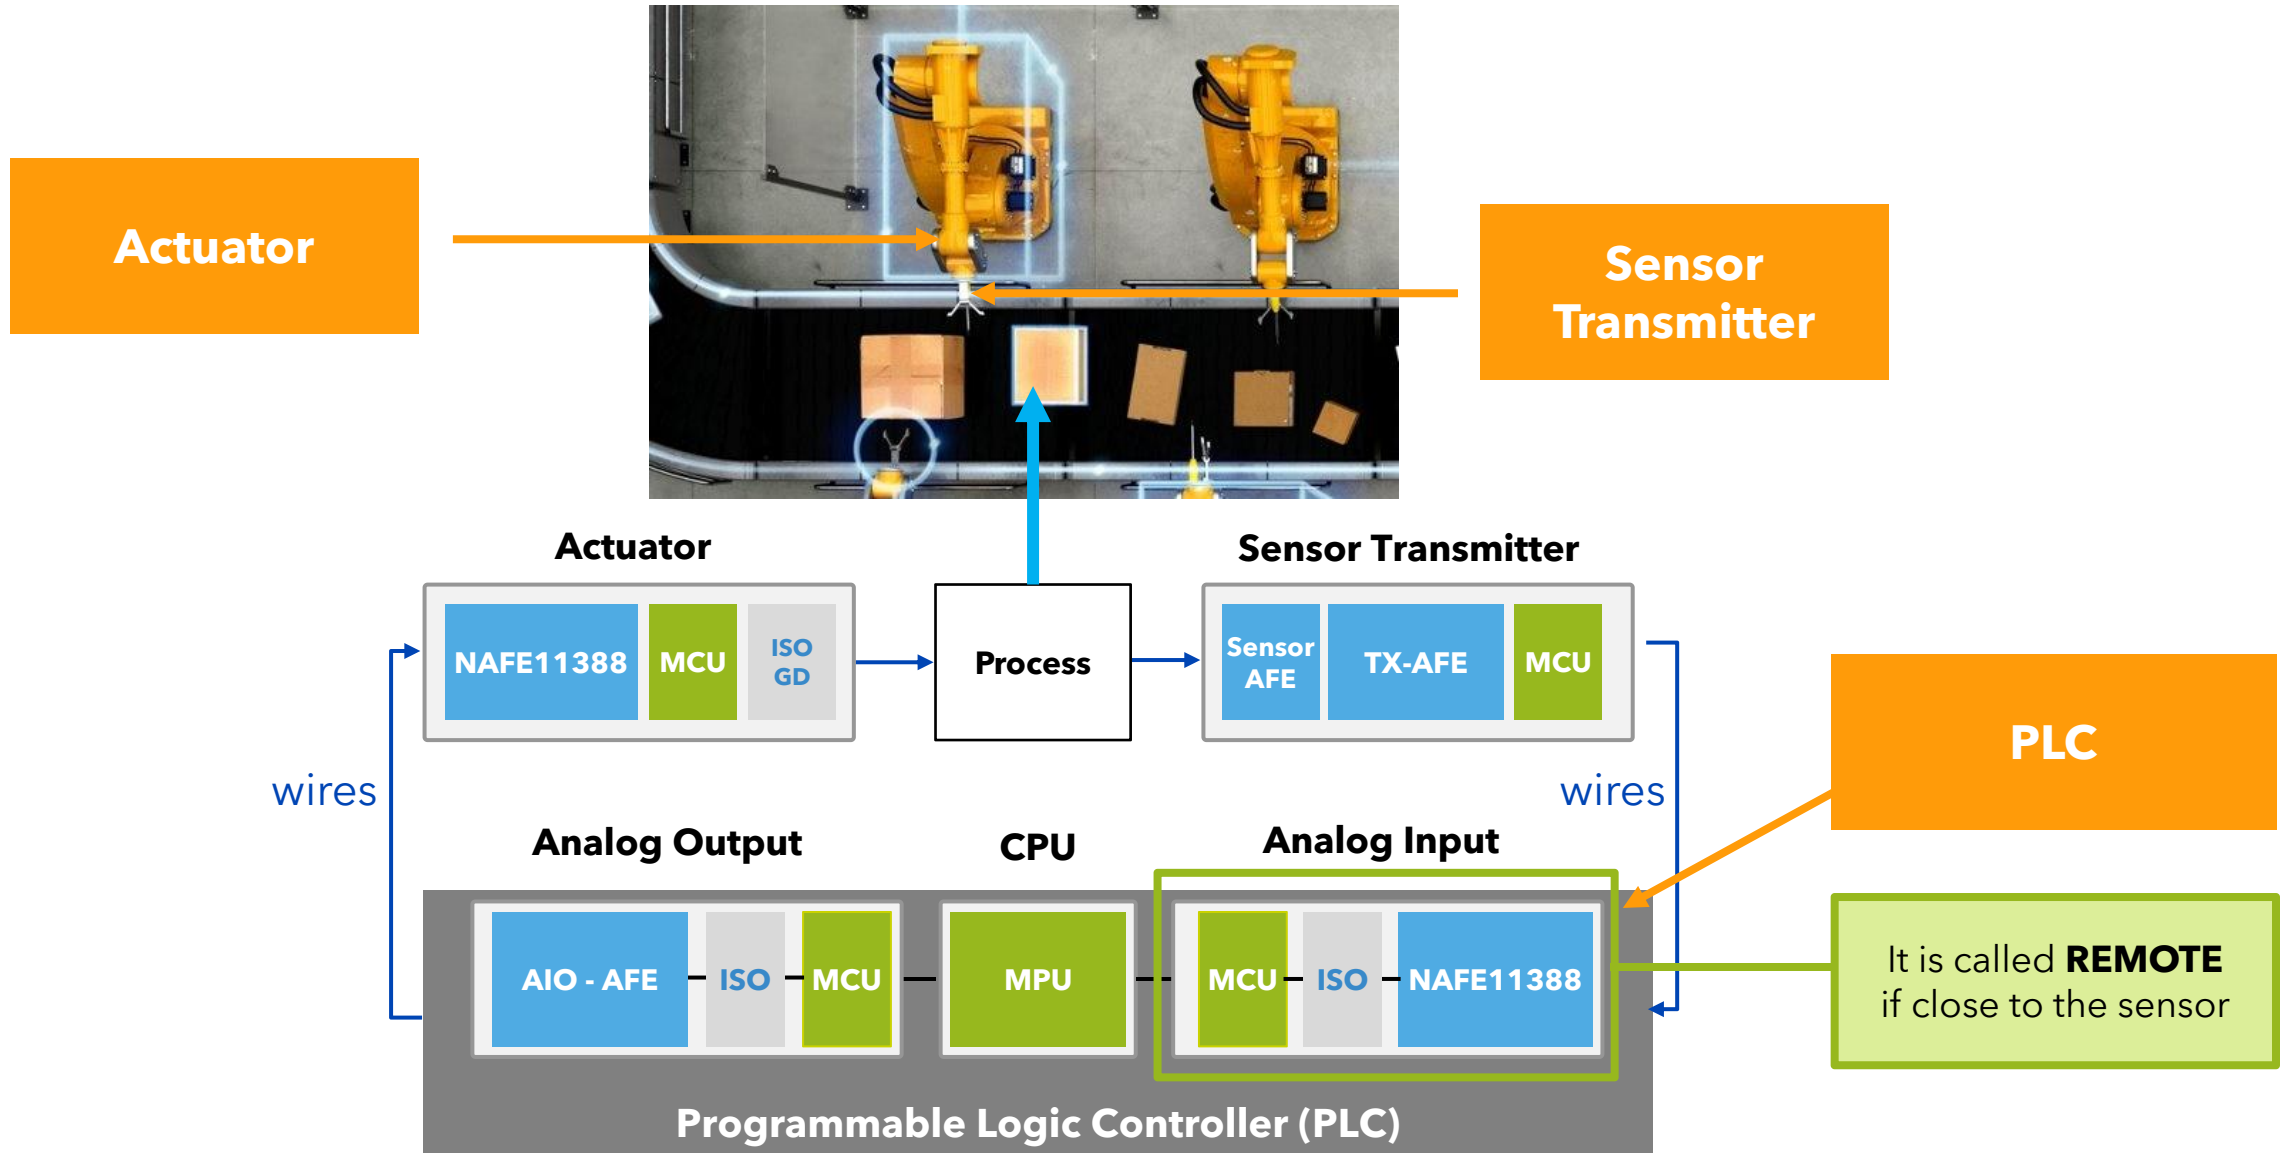 Actuator
Sensor
Transmitter
Actuator
Sensor Transmitter
NAFE11388
MCU
ISO
GD
Process
Sensor
AFE
TX-AFE
MCU
PLC
wires
wires
Analog Output
CPU
Analog Input
AIO - AFE
ISO
MCU
MPU
MCU
ISO
NAFE11388
It is called REMOTE
if close to the sensor
Programmable Logic Controller (PLC)